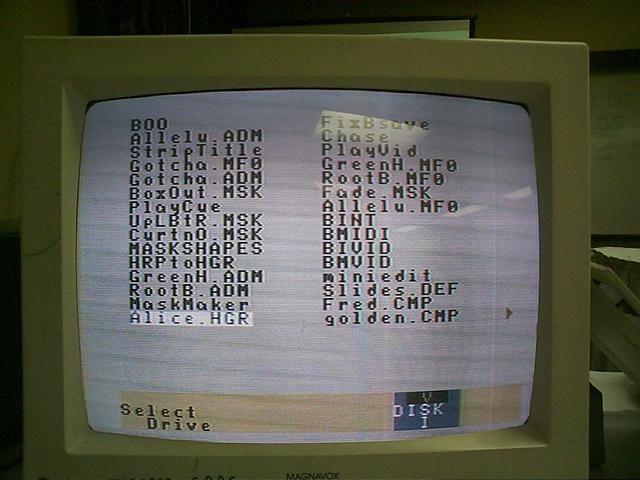 BOO
Allelu.ADM
StripTitle
Gotcha.MF0
Gotcha.ADM
BoxOut.MSK
PlayCue
UpLBtR.MSK
CurtnO.MSK
MASKSHAPES
HRPtoHGR
GreenH.ADM
RootB.ADM
MaskMaker
Alice.HGR
FixBsave
Chase
PlayVid
GreenH.MF0
RootB.MF0
Fade.MSK
Allelu.MF0
BINT
BMIDI
BIVID
BMVID
miniedit
Slides.DEF
Fred.CMP
golden.CMP
Select
Drive
DISK
MAGNAVOX